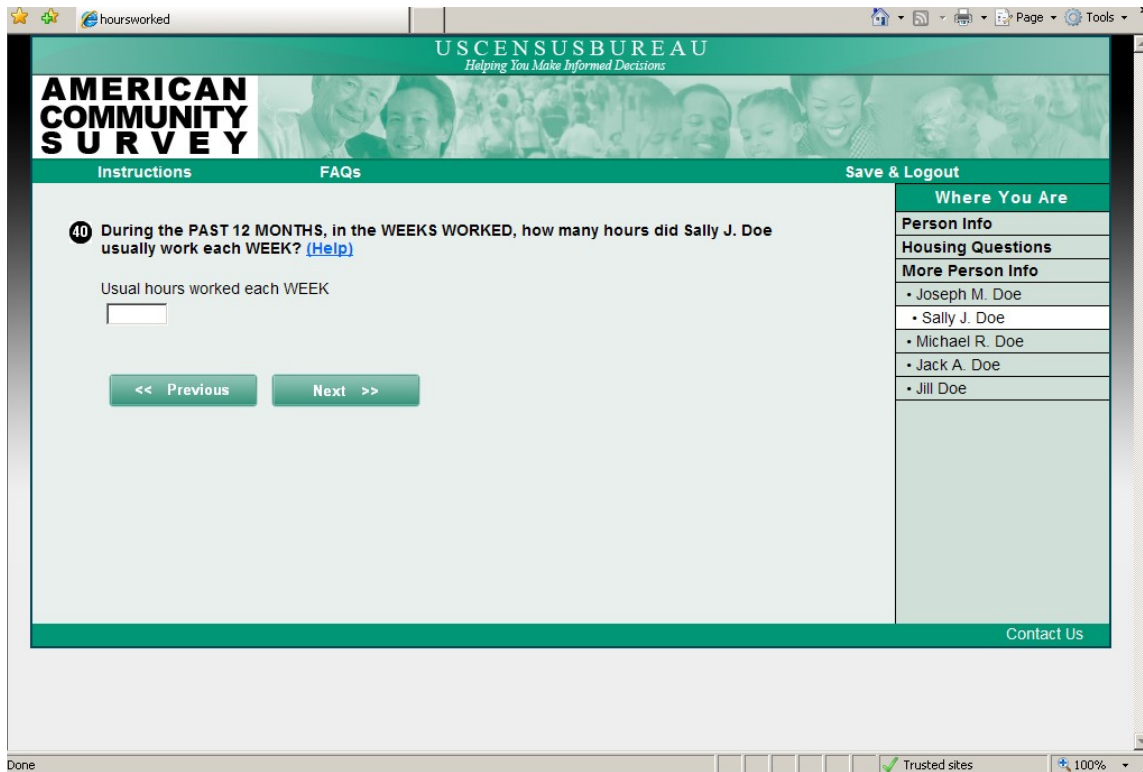 hoursworked
Page
Tools
USCENSUSBUREAU
Helping You Make Informed Decisions
AMERICAN
COMMUNITY
SURVEY
Instructions FAQs Save & Logout
40 During the PAST 12 MONTHS, in the WEEKS WORKED, how many hours did Sally J. Doe
usually work each WEEK? (Help)
Usual hours worked each WEEK
<< Previous Next >>
Where You Are
Person Info
Housing Questions
More Person Info
• Joseph M. Doe
• Sally J. Doe
• Michael R. Doe
• Jack A. Doe
• Jill Doe
Contact Us
Done Trusted sites 100%